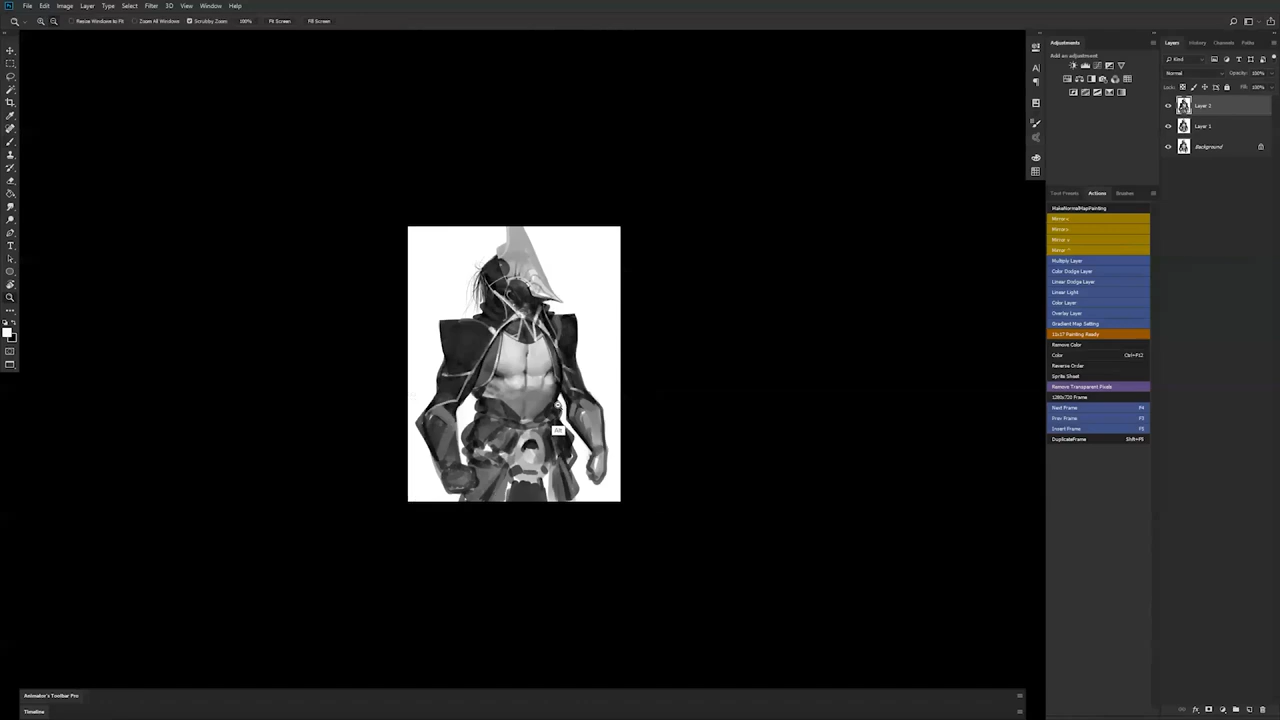 File Edit Image Layer Type Select Filter 3D View Window Help
Resize Windows to Fit Zoom All Windows Scrubby Zoom 100% Fit Screen Fill Screen
Adjustments
Add an adjustment
Layers History Channels Paths
Kind
Normal Opacity: 100%
Lock: Fill: 100%
Layer 2
Layer 1
Background
Tool Presets Actions Brushes
MakeNormalMapPainting
Mirror <
Mirror >
Mirror v
Mirror ^
Multiply Layer
Color Dodge Layer
Linear Dodge Layer
Linear Light
Color Layer
Overlay Layer
Gradient Map Setting
11x17 Painting Ready
Remove Color
Color Ctrl+F12
Reverse Order
Sprite Sheet
Remove Transparent Pixels
1280x720 Frame
Next Frame F4
Prev Frame F3
Insert Frame F5
DuplicateFrame Shift+F5
Alt
Animator's Toolbar Pro
Timeline